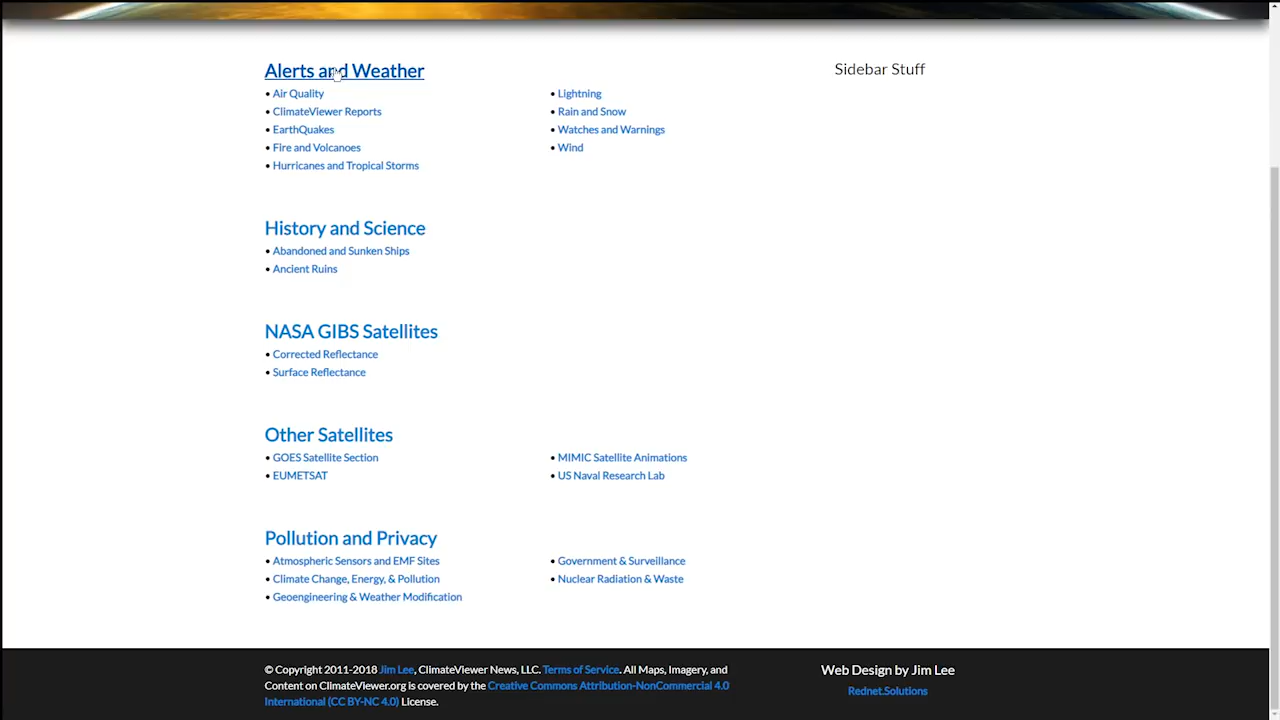 Alerts and Weather
• Air Quality
• ClimateViewer Reports
• EarthQuakes
• Fire and Volcanoes
• Hurricanes and Tropical Storms
• Lightning
• Rain and Snow
• Watches and Warnings
• Wind
Sidebar Stuff
History and Science
• Abandoned and Sunken Ships
• Ancient Ruins
NASA GIBS Satellites
• Corrected Reflectance
• Surface Reflectance
Other Satellites
• GOES Satellite Section
• EUMETSAT
• MIMIC Satellite Animations
• US Naval Research Lab
Pollution and Privacy
• Atmospheric Sensors and EMF Sites
• Climate Change, Energy, & Pollution
• Geoengineering & Weather Modification
• Government & Surveillance
• Nuclear Radiation & Waste
© Copyright 2011-2018 Jim Lee, ClimateViewer News, LLC. Terms of Service. All Maps, Imagery, and
Content on ClimateViewer.org is covered by the Creative Commons Attribution-NonCommercial 4.0
International (CC BY-NC 4.0) License.
Web Design by Jim Lee
Rednet.Solutions